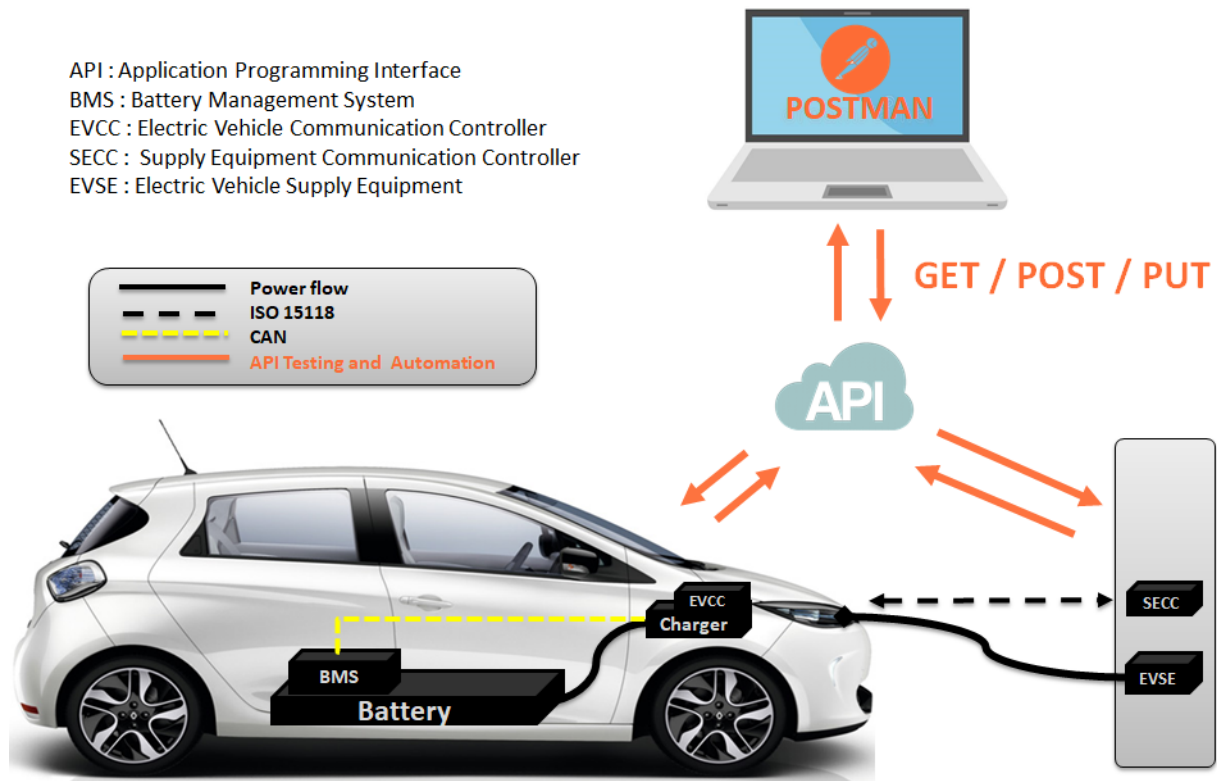 API : Application Programming Interface
BMS : Battery Management System
EVCC : Electric Vehicle Communication Controller
SECC :  Supply Equipment Communication Controller
EVSE : Electric Vehicle Supply Equipment
POSTMAN
GET / POST / PUT
Power flow
ISO 15118
CAN
API Testing and  Automation
API
EVCC
Charger
SECC
BMS
EVSE
Battery